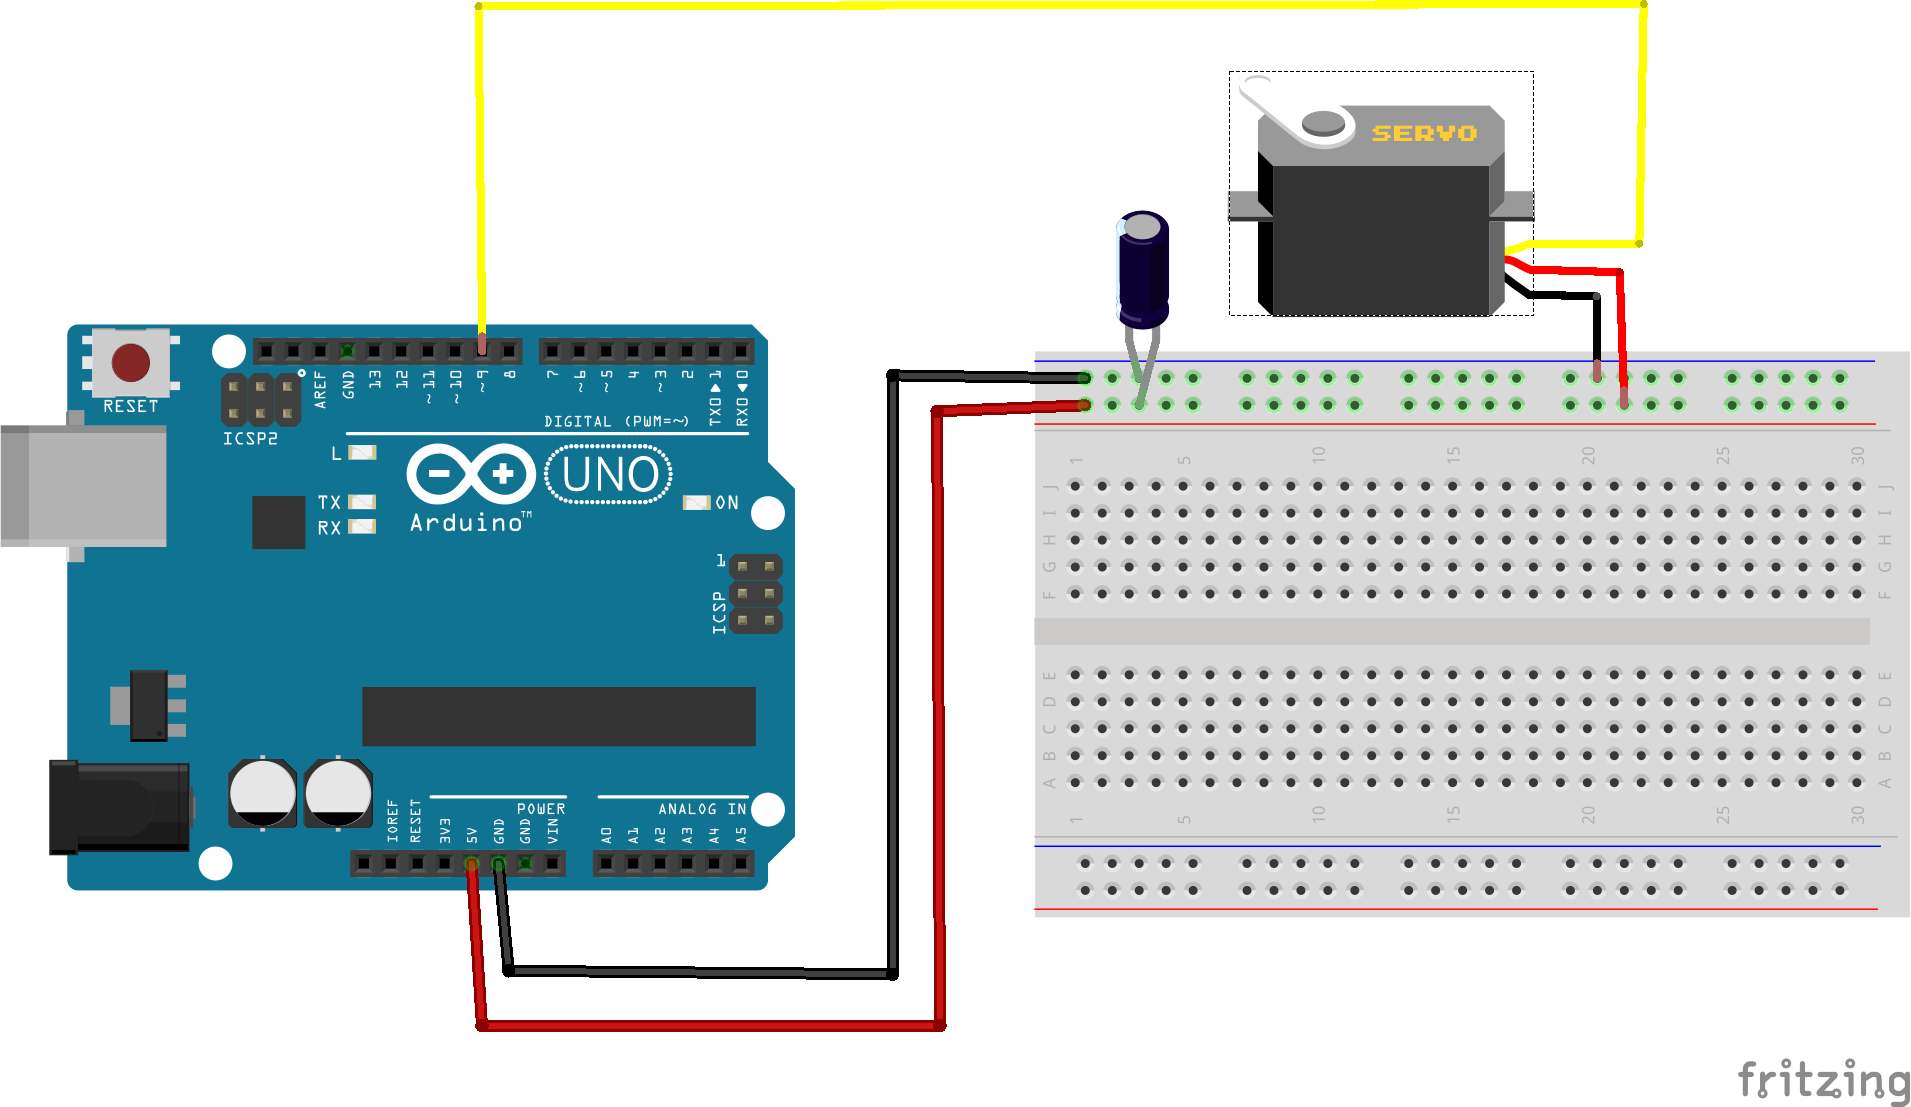 SERVO
RESET
ICSP2
AREF
GND
13
12
~11
~10
~9
8
7
~6
~5
4
~3
2
TX0▶1
RX0◀0
DIGITAL (PWM=~)
L
TX
RX
UNO
ON
Arduino™
1
ICSP
IOREF
RESET
3V3
5V
GND
GND
VIN
POWER
ANALOG IN
A0
A1
A2
A3
A4
A5
1 5 10 15 20 25 30
J J
I I
H H
G G
F F
E E
D D
C C
B B
A A
1 5 10 15 20 25 30
fritzing